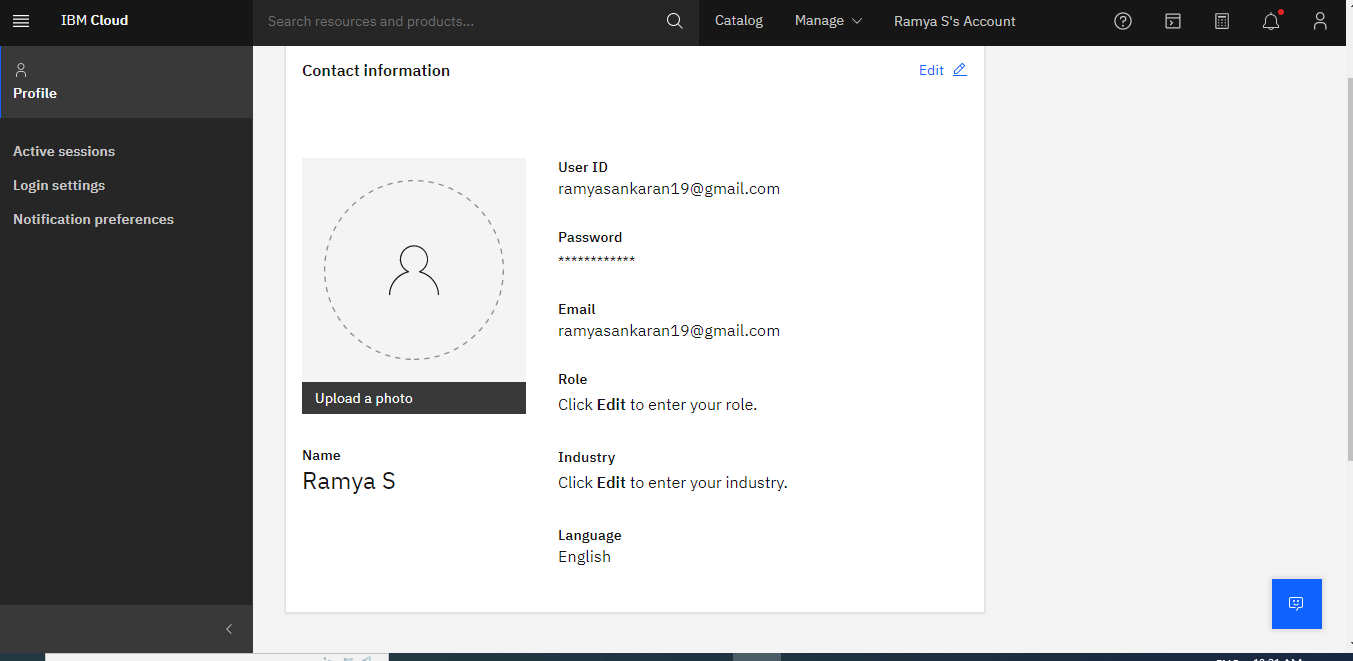 IBM Cloud
Search resources and products...
Catalog
Manage
Ramya S's Account
Profile
Active sessions
Login settings
Notification preferences
Contact information
Edit
Upload a photo
Name
Ramya S
User ID
ramyasankaran19@gmail.com
Password
************
Email
ramyasankaran19@gmail.com
Role
Click Edit to enter your role.
Industry
Click Edit to enter your industry.
Language
English